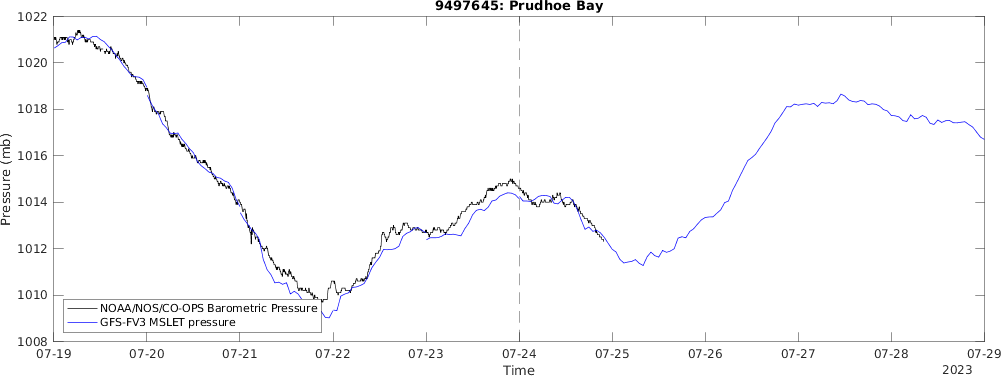 9497645: Prudhoe Bay
1022
1020
1018
1016
1014
1012
1010
1008
Pressure (mb)
NOAA/NOS/CO-OPS Barometric Pressure
GFS-FV3 MSLET pressure
07-19 07-20 07-21 07-22 07-23 07-24 07-25 07-26 07-27 07-28 07-29
Time
2023